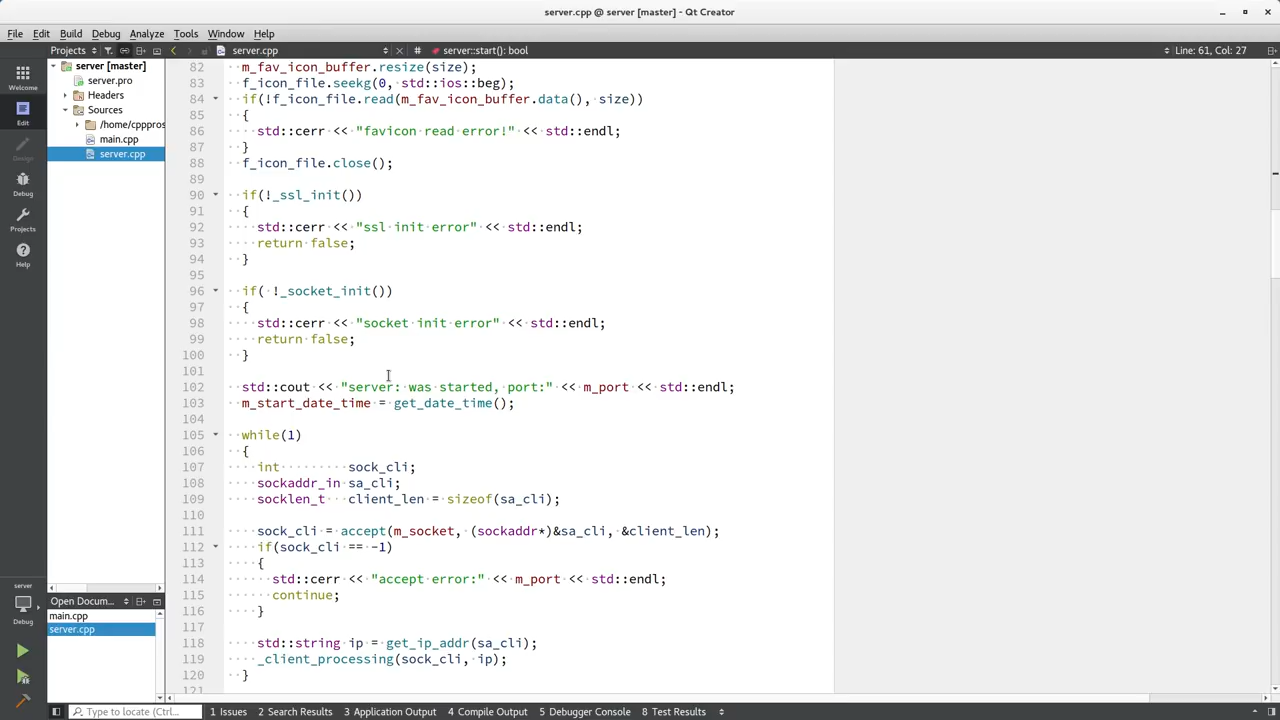 server.cpp @ server [master] - Qt Creator
File Edit Build Debug Analyze Tools Window Help
Projects server.cpp # server::start(): bool Line: 61, Col: 27
Welcome
Edit
Design
Debug
Projects
Help
server
Debug
server [master]
server.pro
Headers
Sources
/home/cpppros
main.cpp
server.cpp
Open Docum...
main.cpp
server.cpp
82 m_fav_icon_buffer.resize(size);
83 f_icon_file.seekg(0, std::ios::beg);
84 if(!f_icon_file.read(m_fav_icon_buffer.data(), size))
85 {
86 std::cerr << "favicon read error!" << std::endl;
87 }
88 f_icon_file.close();
89
90 if(!_ssl_init())
91 {
92 std::cerr << "ssl init error" << std::endl;
93 return false;
94 }
95
96 if( !_socket_init())
97 {
98 std::cerr << "socket init error" << std::endl;
99 return false;
100 }
101
102 std::cout << "server: was started, port:" << m_port << std::endl;
103 m_start_date_time = get_date_time();
104
105 while(1)
106 {
107 int sock_cli;
108 sockaddr_in sa_cli;
109 socklen_t client_len = sizeof(sa_cli);
110
111 sock_cli = accept(m_socket, (sockaddr*)&sa_cli, &client_len);
112 if(sock_cli == -1)
113 {
114 std::cerr << "accept error:" << m_port << std::endl;
115 continue;
116 }
117
118 std::string ip = get_ip_addr(sa_cli);
119 _client_processing(sock_cli, ip);
120 }
121
Type to locate (Ctrl... 1 Issues 2 Search Results 3 Application Output 4 Compile Output 5 Debugger Console 8 Test Results